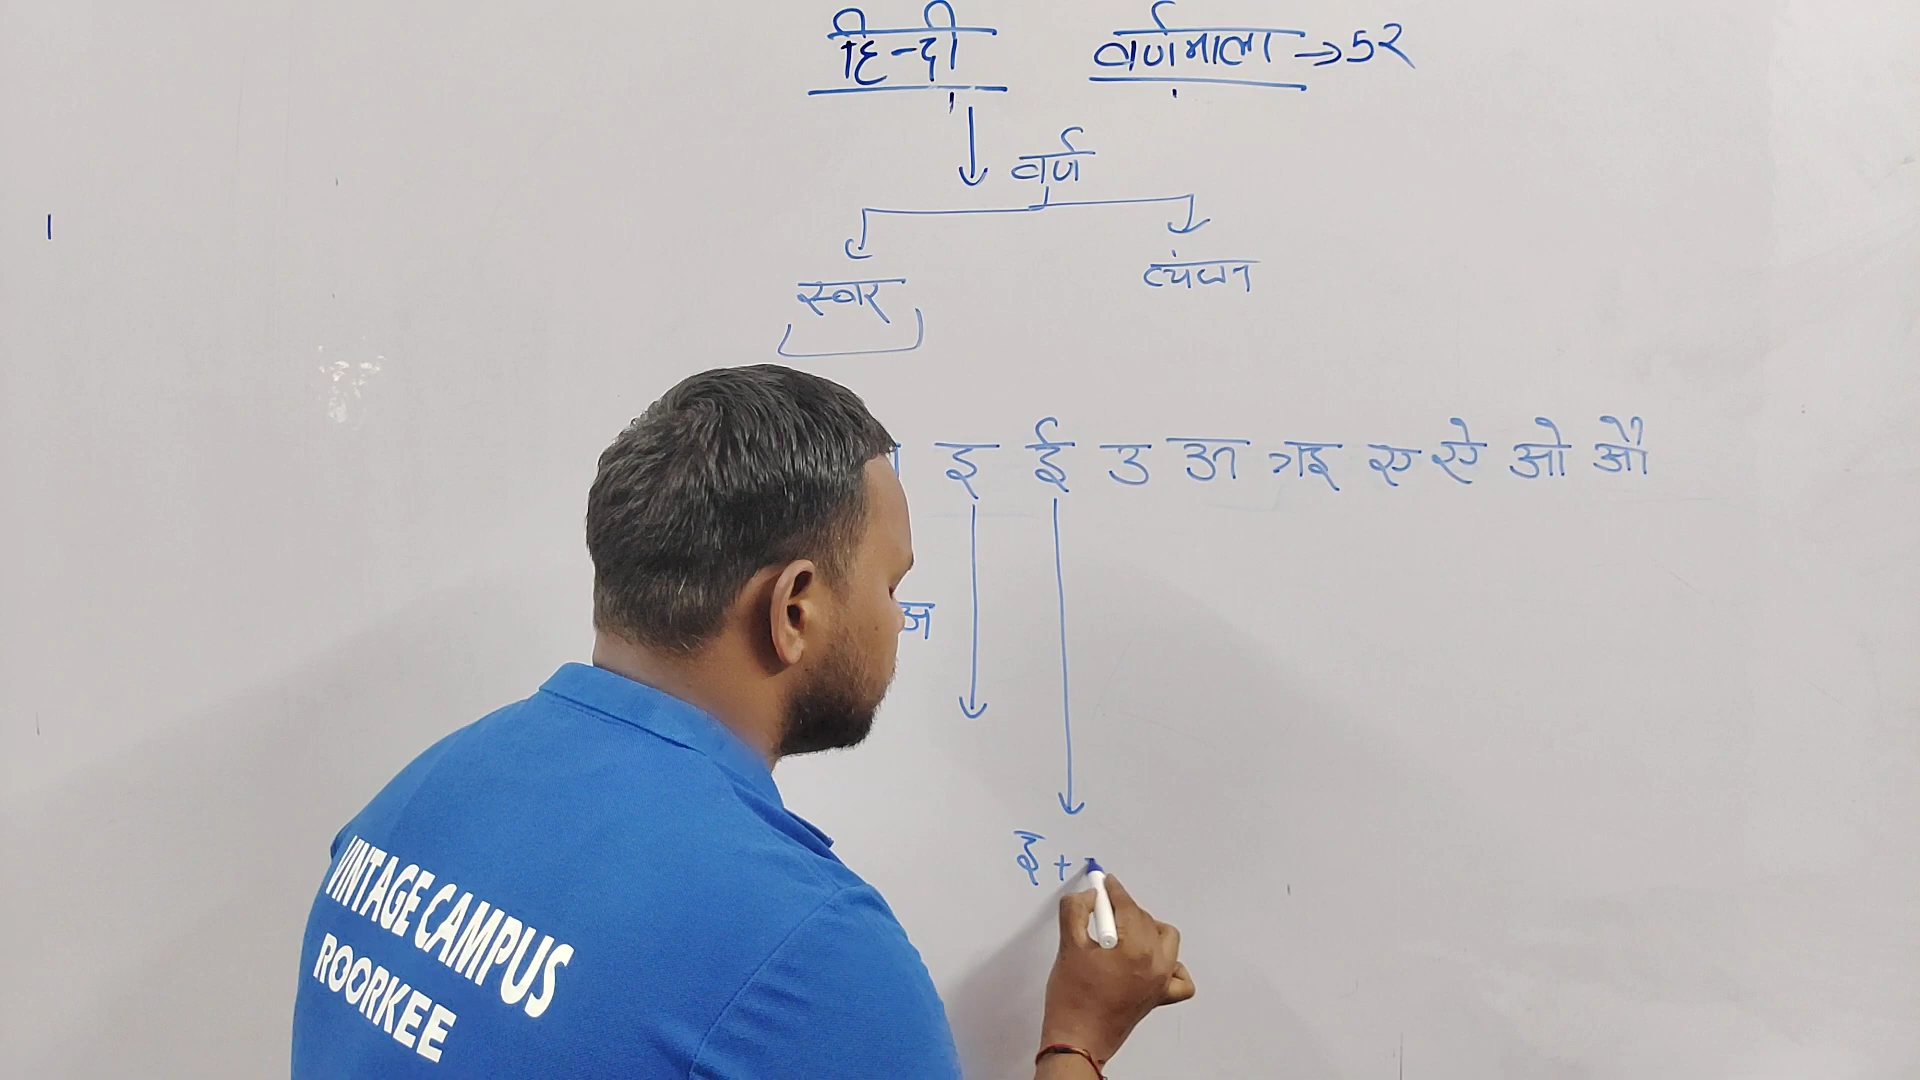 हिन्दी वर्णमाला → 52
वर्ण
स्वर व्यंजन
इ ई उ ऊ ऋ ए ऐ ओ औ
अ
इ +
VINTAGE CAMPUS
ROORKEE